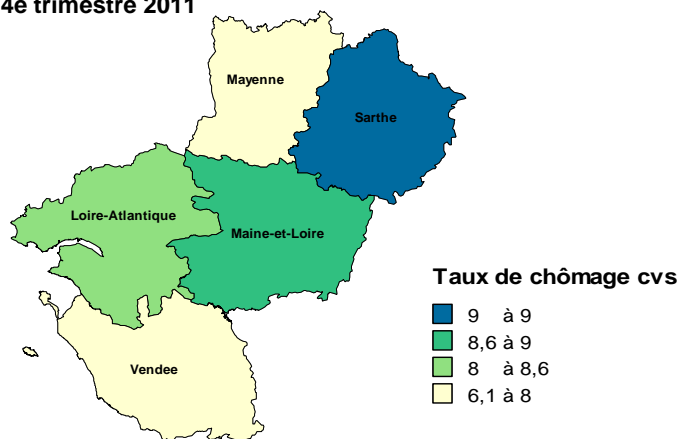 4e trimestre 2011
Mayenne
Sarthe
Loire-Atlantique
Maine-et-Loire
Vendee
Taux de chômage cvs
9 à 9
8,6 à 9
8 à 8,6
6,1 à 8